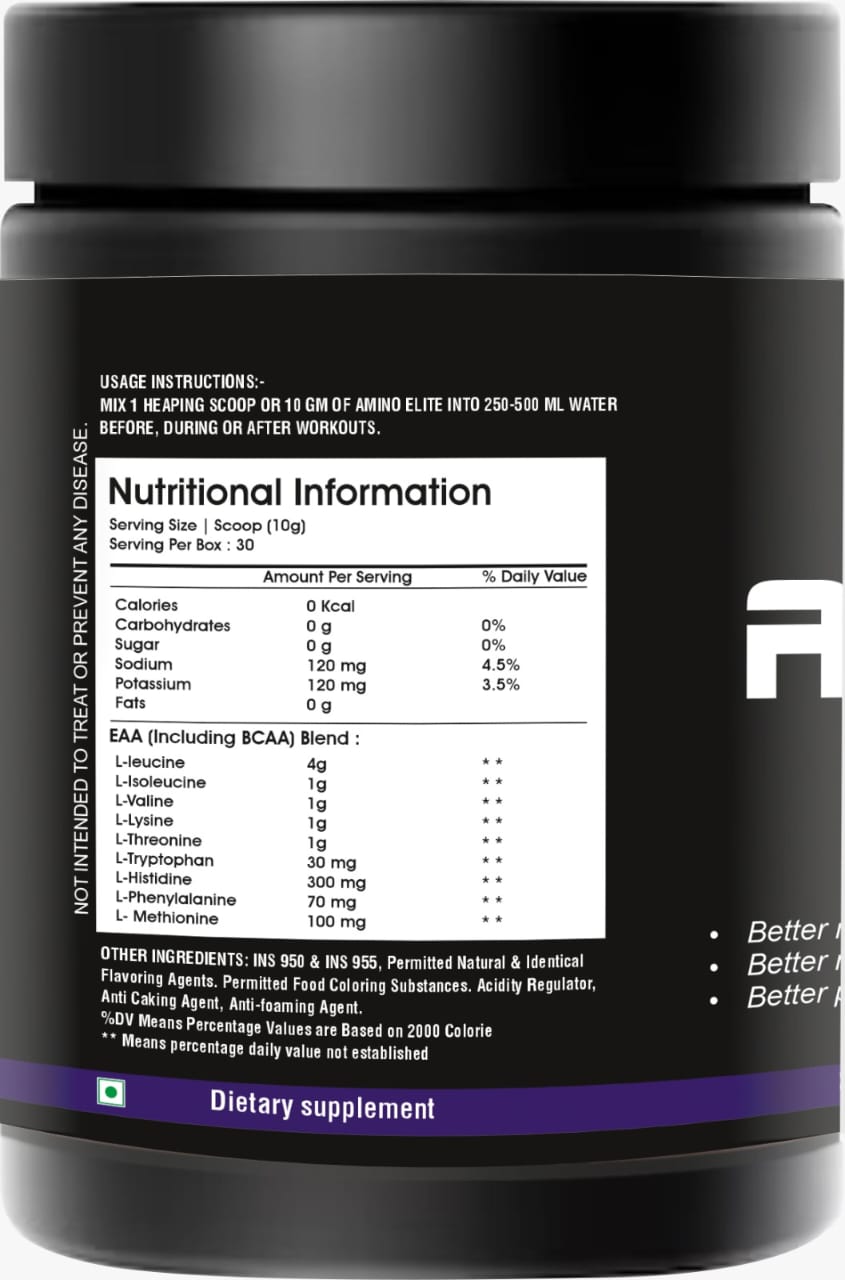 USAGE INSTRUCTIONS:-
MIX 1 HEAPING SCOOP OR 10 GM OF AMINO ELITE INTO 250-500 ML WATER
BEFORE, DURING OR AFTER WORKOUTS.
NOT INTENDED TO TREAT OR PREVENT ANY DISEASE.
Nutritional Information
Serving Size | Scoop (10g)
Serving Per Box : 30
Amount Per Serving % Daily Value
Calories 0 Kcal
Carbohydrates 0 g 0%
Sugar 0 g 0%
Sodium 120 mg 4.5%
Potassium 120 mg 3.5%
Fats 0 g
EAA (Including BCAA) Blend :
L-leucine 4g **
L-Isoleucine 1g **
L-Valine 1g **
L-Lysine 1g **
L-Threonine 1g **
L-Tryptophan 30 mg **
L-Histidine 300 mg **
L-Phenylalanine 70 mg **
L- Methionine 100 mg **
OTHER INGREDIENTS: INS 950 & INS 955, Permitted Natural & Identical
Flavoring Agents. Permitted Food Coloring Substances. Acidity Regulator,
Anti Caking Agent, Anti-foaming Agent.
%DV Means Percentage Values are Based on 2000 Colorie
** Means percentage daily value not established
Dietary supplement
A
• Better
• Better
• Better